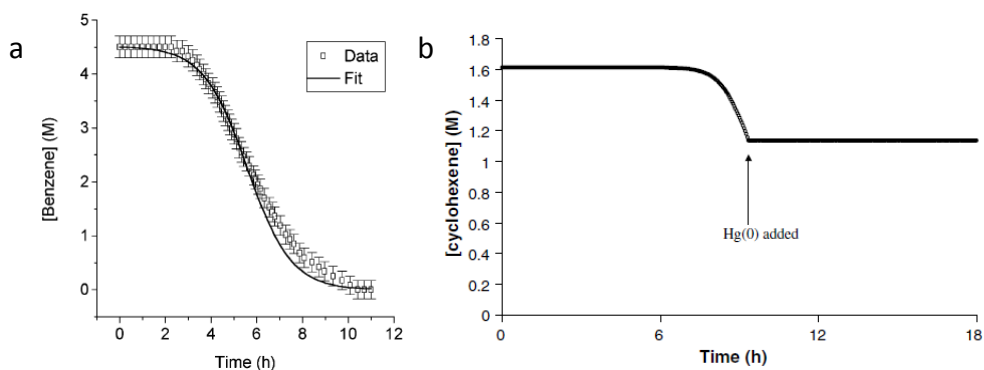 a
[Benzene] (M)
5
4
3
2
1
0
0 2 4 6 8 10 12
Time (h)
Data
Fit
b
[cyclohexene] (M)
1.8
1.6
1.4
1.2
1
0.8
0.6
0.4
0.2
0
0 6 12 18
Time (h)
Hg(0) added